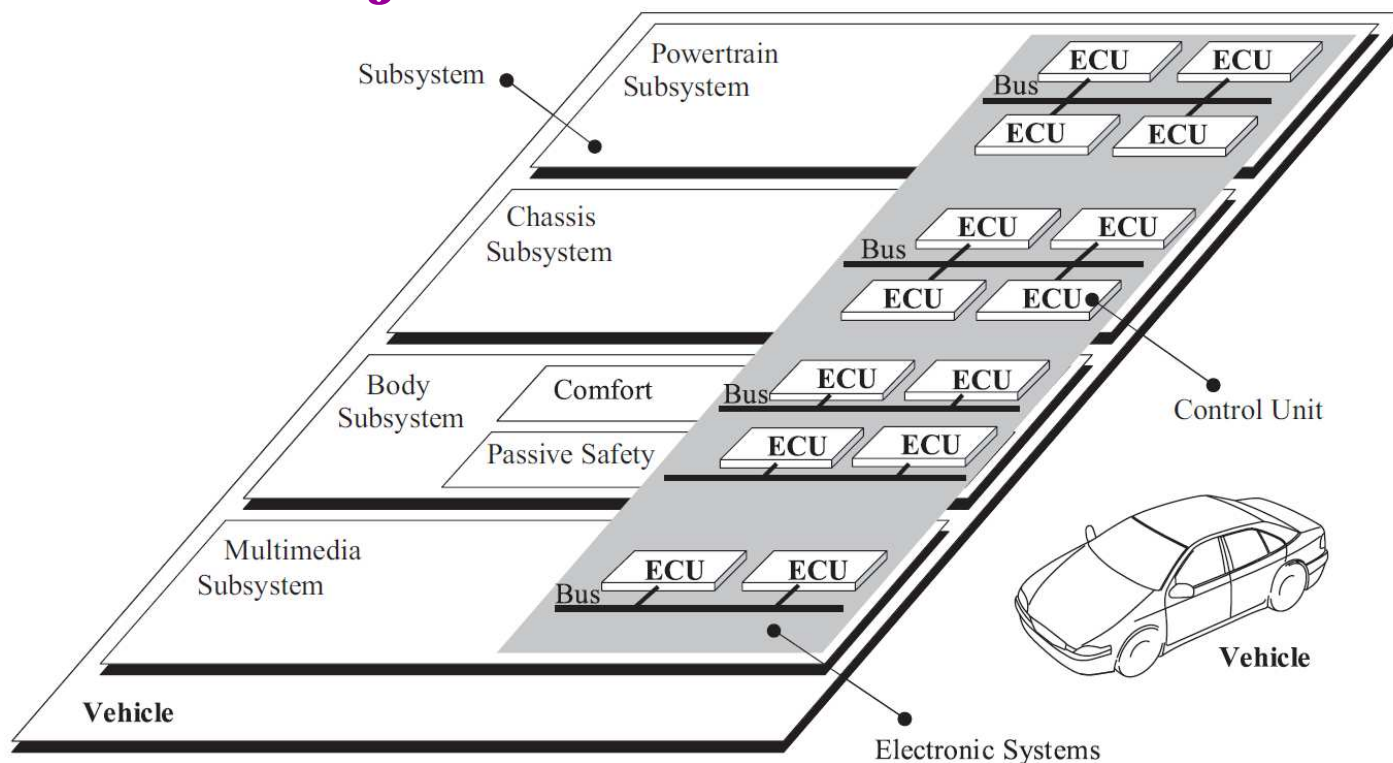 Powertrain
Subsystem
Subsystem
ECU
ECU
Bus
ECU
ECU
Chassis
Subsystem
ECU
ECU
Bus
ECU
ECU
Body
Subsystem
Comfort
Passive Safety
ECU
ECU
Bus
ECU
ECU
Control Unit
Multimedia
Subsystem
ECU
ECU
Bus
Vehicle
Vehicle
Electronic Systems